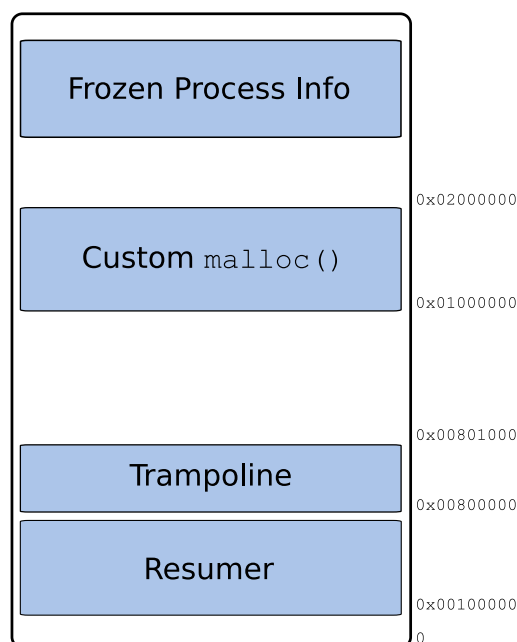 Frozen Process Info
0x02000000
Custom malloc()
0x01000000
0x00801000
Trampoline
0x00800000
Resumer
0x00100000
0